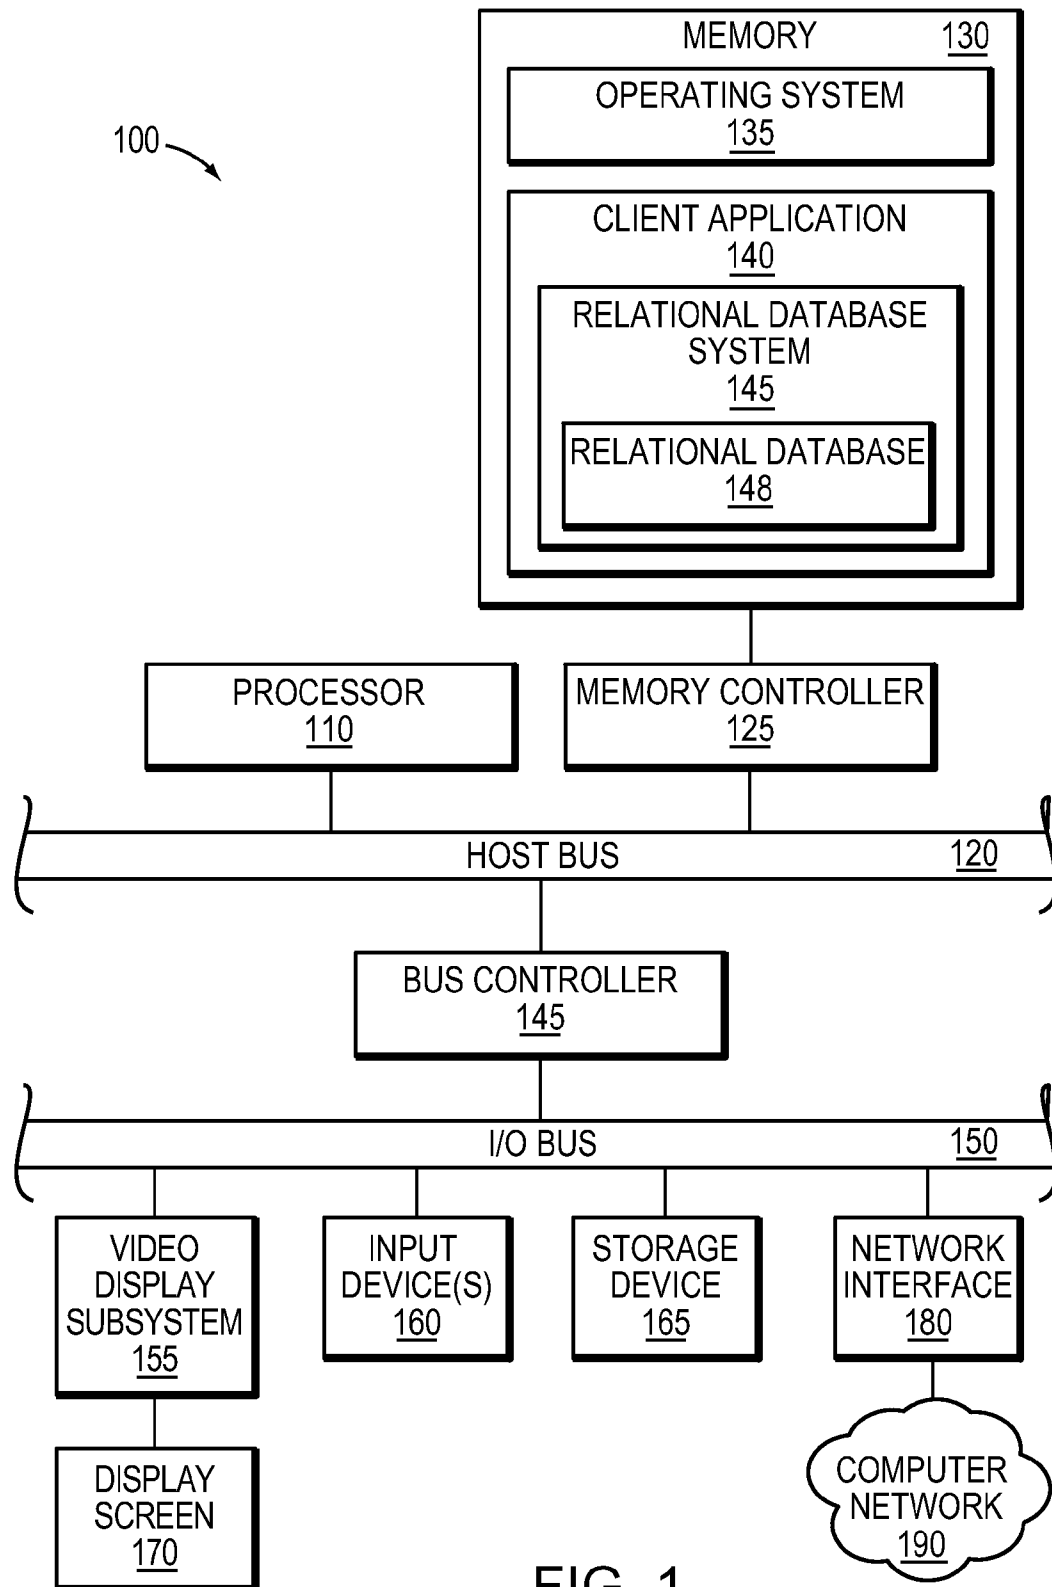 MEMORY 130
OPERATING SYSTEM
135
100
CLIENT APPLICATION
140
RELATIONAL DATABASE
SYSTEM
145
RELATIONAL DATABASE
148
PROCESSOR
110
MEMORY CONTROLLER
125
HOST BUS 120
BUS CONTROLLER
145
I/O BUS 150
VIDEO
DISPLAY
SUBSYSTEM
155
INPUT
DEVICE(S)
160
STORAGE
DEVICE
165
NETWORK
INTERFACE
180
DISPLAY
SCREEN
170
COMPUTER
NETWORK
190
FIG. 1